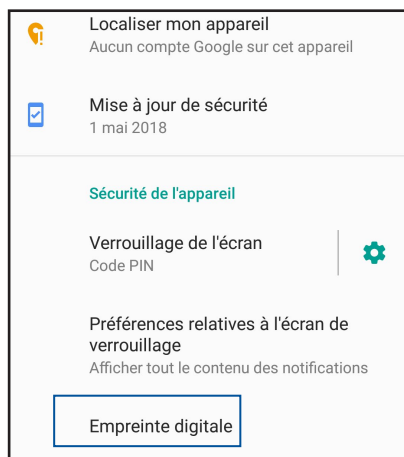 Localiser mon appareil
Aucun compte Google sur cet appareil
Mise à jour de sécurité
1 mai 2018
Sécurité de l'appareil
Verrouillage de l'écran
Code PIN
Préférences relatives à l'écran de
verrouillage
Afficher tout le contenu des notifications
Empreinte digitale